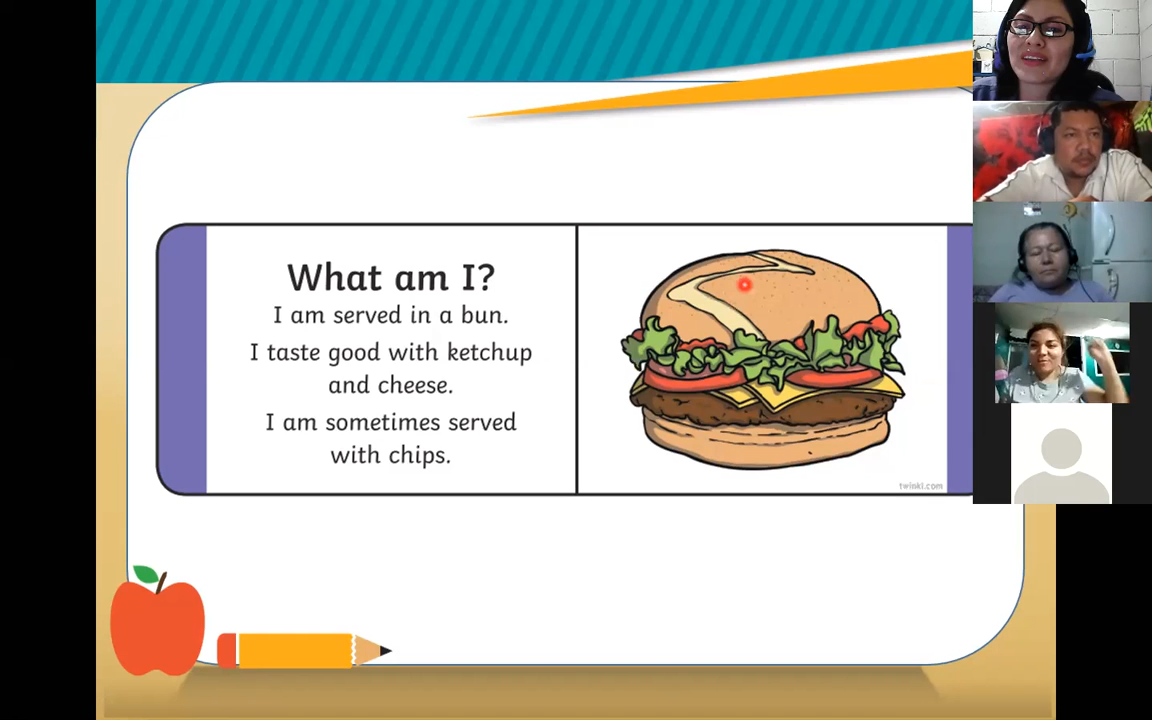 What am I?
I am served in a bun.
I taste good with ketchup
and cheese.
I am sometimes served
with chips.
twinkl.com